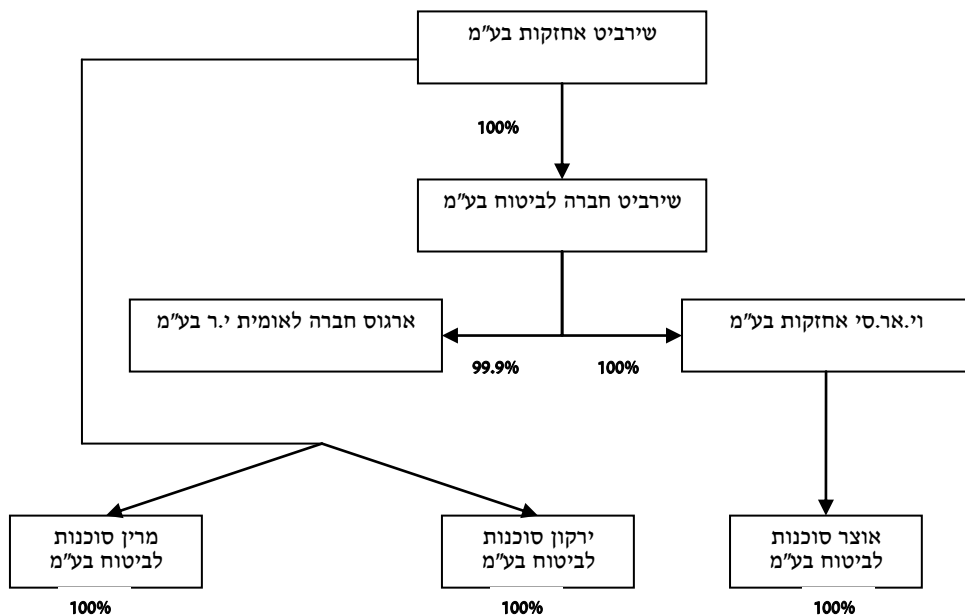 שירביט אחזקות בע"מ
100%
שירביט חברה לביטוח בע"מ
ארגוס חברה לאומית י.ר בע"מ
וי.אר.סי אחזקות בע"מ
99.9%
100%
מרין סוכנות
לביטוח בע"מ
100%
ירקון סוכנות
לביטוח בע"מ
100%
אוצר סוכנות
לביטוח בע"מ
100%